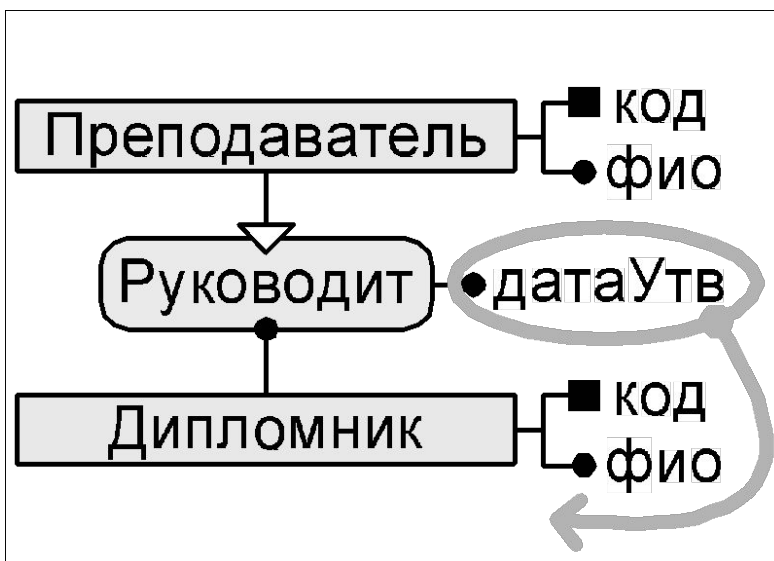 Преподаватель
код
фио
Руководит
датаУтв
Дипломник
код
фио